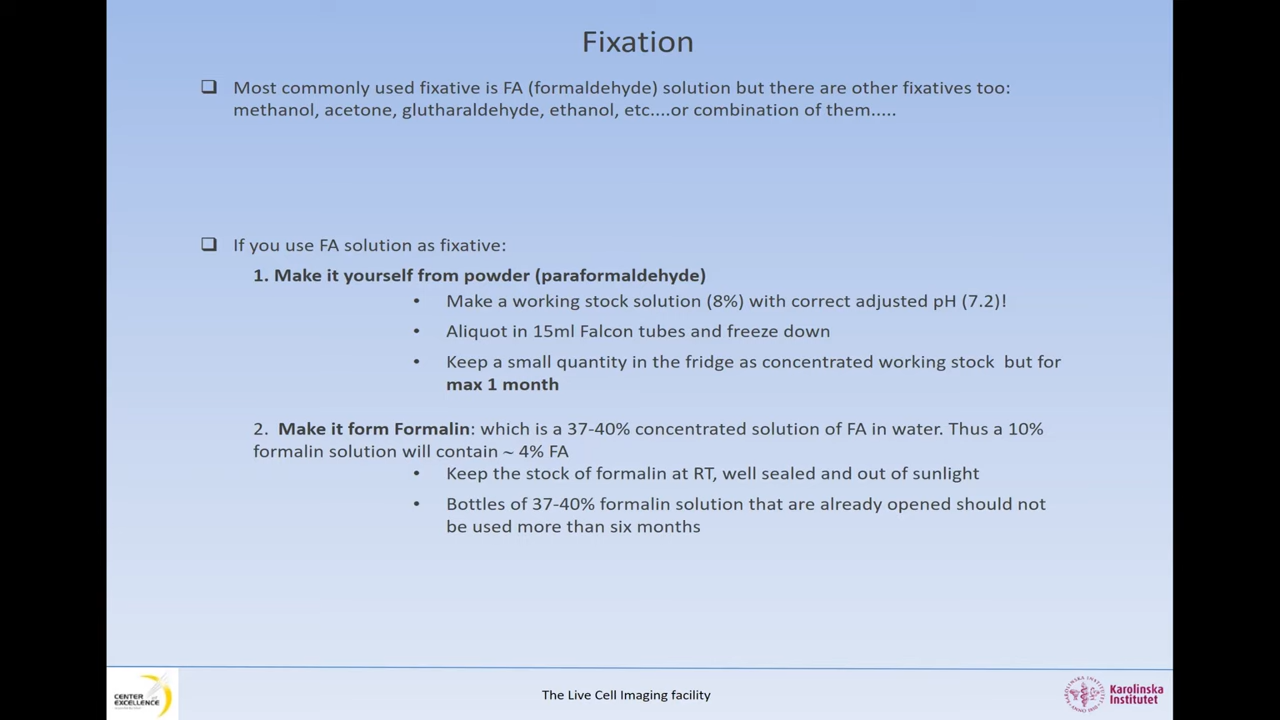 Fixation
❑ Most commonly used fixative is FA (formaldehyde) solution but there are other fixatives too:
methanol, acetone, glutharaldehyde, ethanol, etc....or combination of them.....
❑ If you use FA solution as fixative:
1. Make it yourself from powder (paraformaldehyde)
• Make a working stock solution (8%) with correct adjusted pH (7.2)!
• Aliquot in 15ml Falcon tubes and freeze down
• Keep a small quantity in the fridge as concentrated working stock but for
max 1 month
2. Make it form Formalin: which is a 37-40% concentrated solution of FA in water. Thus a 10%
formalin solution will contain ~ 4% FA
• Keep the stock of formalin at RT, well sealed and out of sunlight
• Bottles of 37-40% formalin solution that are already opened should not
be used more than six months
CENTER OF
EXCELLENCE
The Live Cell Imaging facility
Karolinska
Institutet